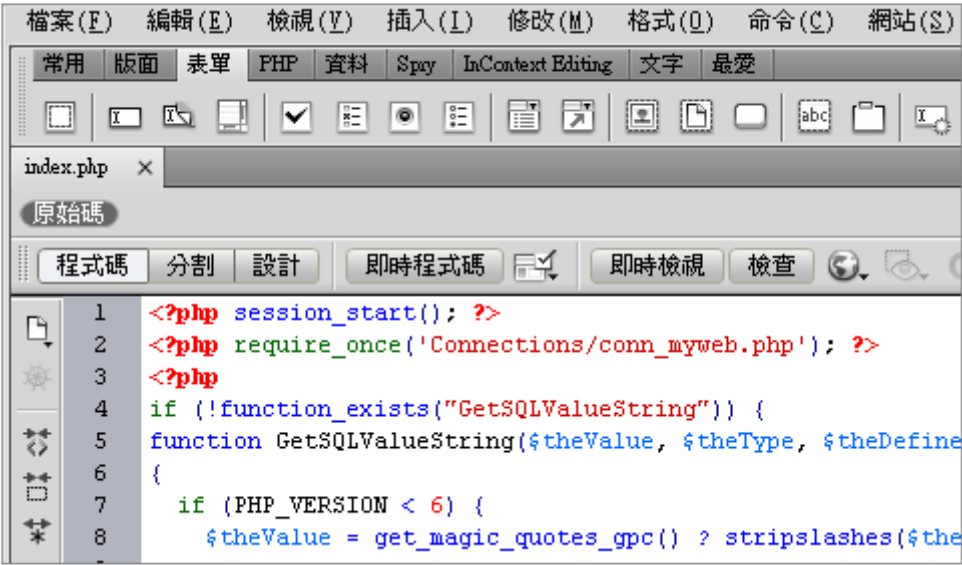 檔案(F) 編輯(E) 檢視(V) 插入(I) 修改(M) 格式(O) 命令(C) 網站(S)
常用 版面 表單 PHP 資料 Spry InContext Editing 文字 最愛
abc
index.php ×
原始碼
程式碼 分割 設計 即時程式碼 即時檢視 檢查
1 <?php session_start(); ?>
2 <?php require_once('Connections/conn_myweb.php'); ?>
3 <?php
4 if (!function_exists("GetSQLValueString")) {
5 function GetSQLValueString($theValue, $theType, $theDefine
6 {
7 if (PHP_VERSION < 6) {
8 $theValue = get_magic_quotes_gpc() ? stripslashes($the